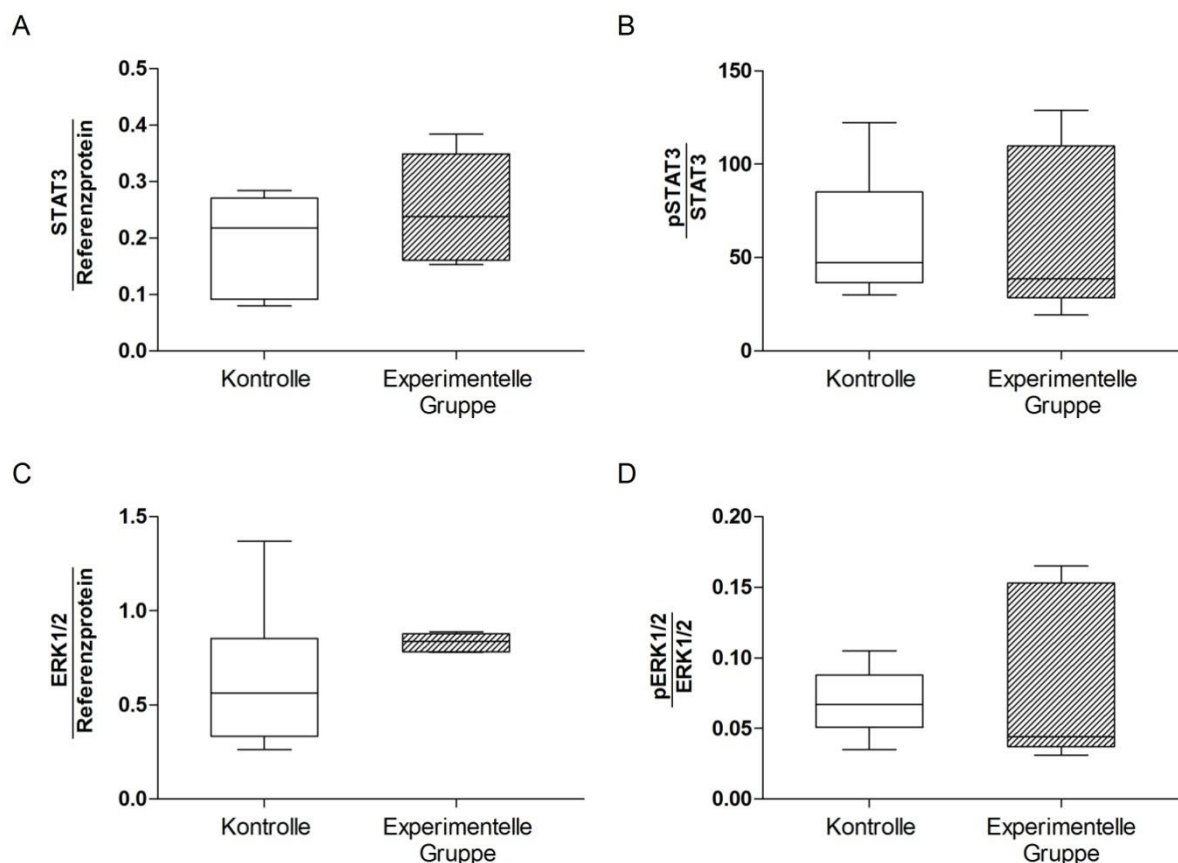 A
STAT3
Referenzprotein
0.5
0.4
0.3
0.2
0.1
0.0
Kontrolle
Experimentelle
Gruppe
B
pSTAT3
STAT3
150
100
50
0
Kontrolle
Experimentelle
Gruppe
C
ERK1/2
Referenzprotein
1.5
1.0
0.5
0.0
Kontrolle
Experimentelle
Gruppe
D
pERK1/2
ERK1/2
0.20
0.15
0.10
0.05
0.00
Kontrolle
Experimentelle
Gruppe